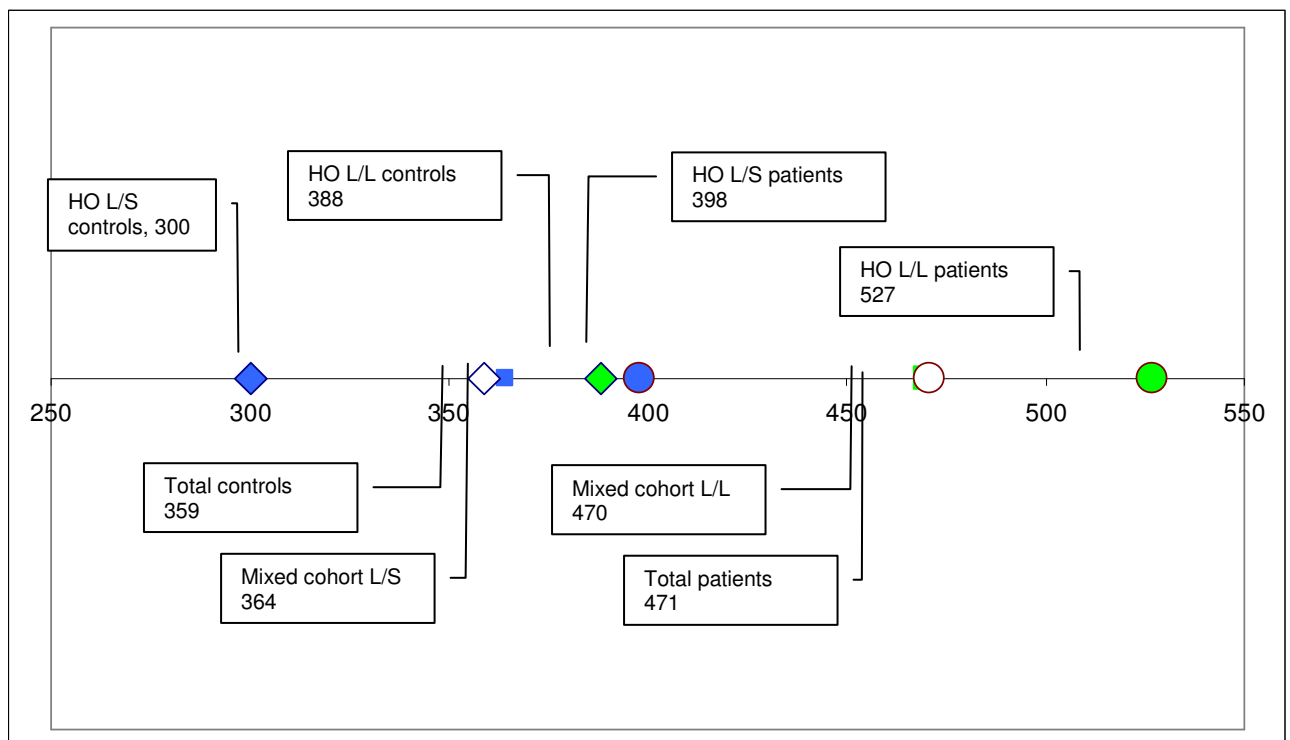 HO L/L controls
388
HO L/S patients
398
HO L/S
controls, 300
HO L/L patients
527
250
300
350
400
450
500
550
Total controls
359
Mixed cohort L/L
470
Mixed cohort L/S
364
Total patients
471